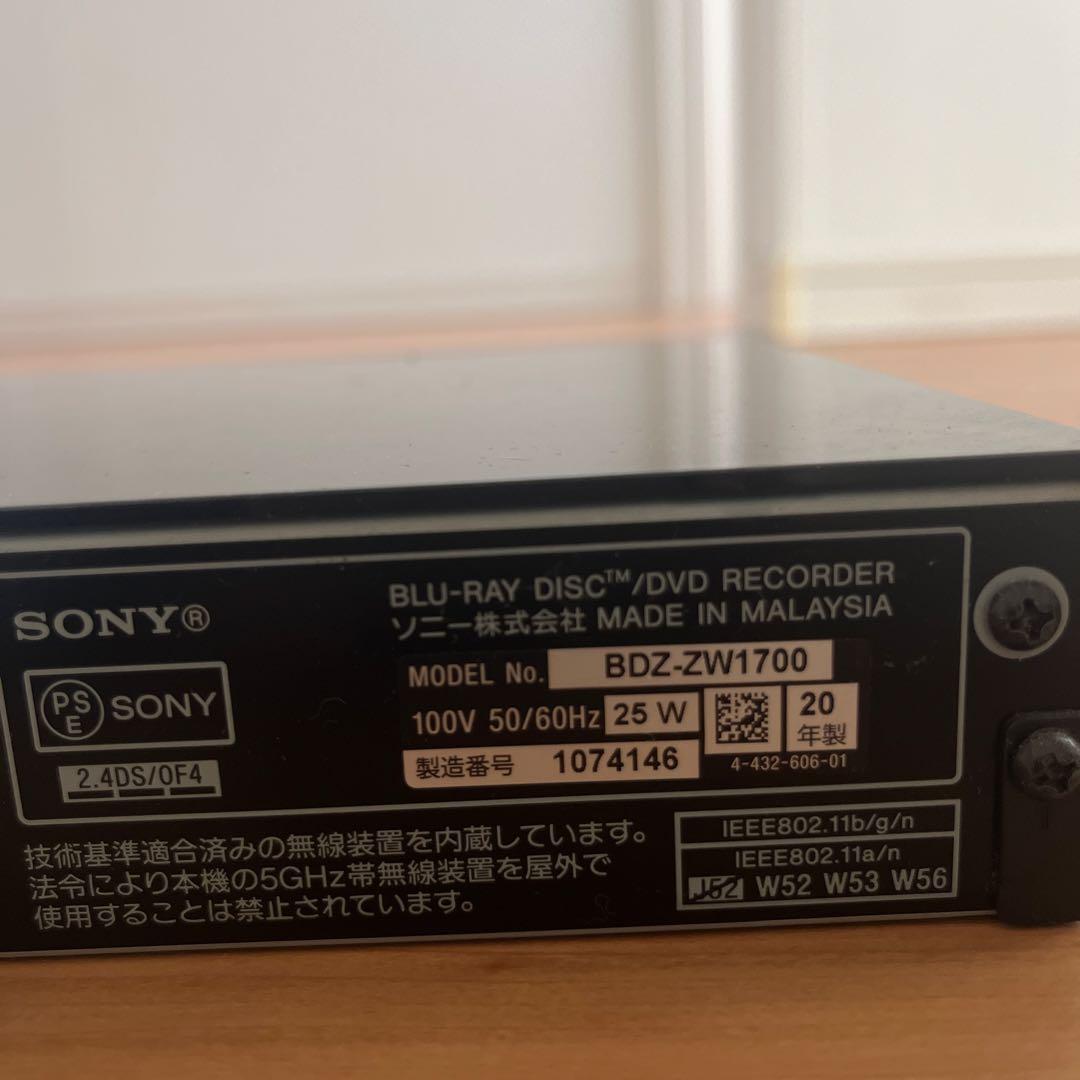 SONY®
BLU-RAY DISC™/DVD RECORDER
ソニー株式会社 MADE IN MALAYSIA
PSE SONY
MODEL No. BDZ-ZW1700
100V 50/60Hz 25 W
20年製
2.4DS/OF4
製造番号 1074146
4-432-606-01
技術基準適合済みの無線装置を内蔵しています。
法令により本機の5GHz帯無線装置を屋外で
使用することは禁止されています。
IEEE802.11b/g/n
IEEE802.11a/n
J52 W52 W53 W56